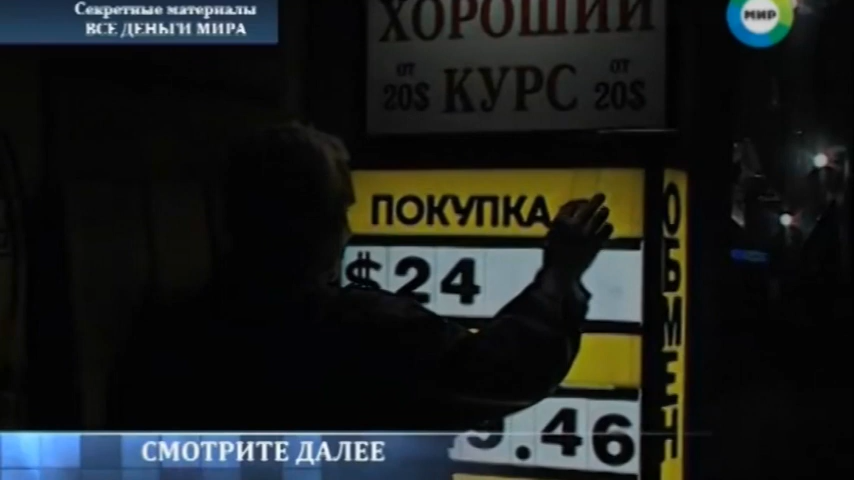 Секретные материалы
ВСЕ ДЕНЬГИ МИРА
МИР
ХОРОШИЙ
от
20$
КУРС
от
20$
ПОКУПКА
$24
ОБМЕН
.46
СМОТРИТЕ ДАЛЕЕ